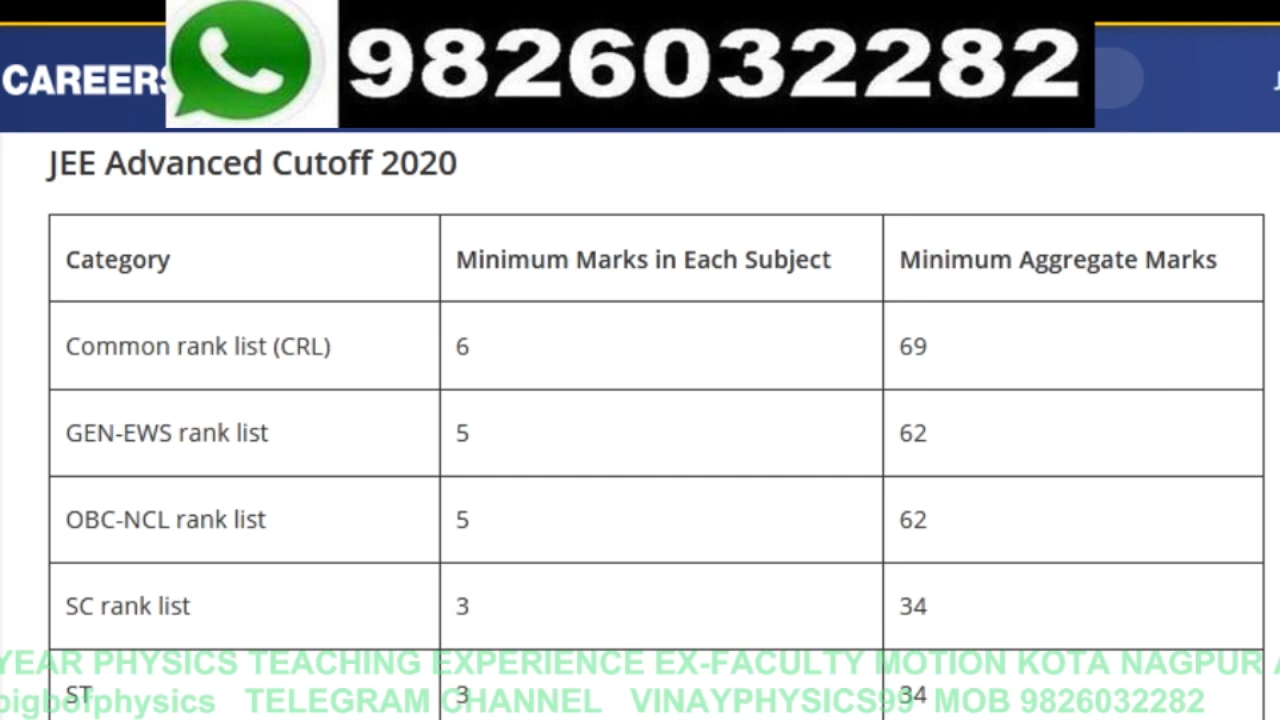 9826032282
CAREERS
JEE Advanced Cutoff 2020
Category Minimum Marks in Each Subject Minimum Aggregate Marks
Common rank list (CRL) 6 69
GEN-EWS rank list 5 62
OBC-NCL rank list 5 62
SC rank list 3 34
YEAR PHYSICS TEACHING EXPERIENCE EX-FACULTY MOTION KOTA NAGPUR
ST 3 34
TELEGRAM CHANNEL VINAYPHYSICS99 MOB 9826032282